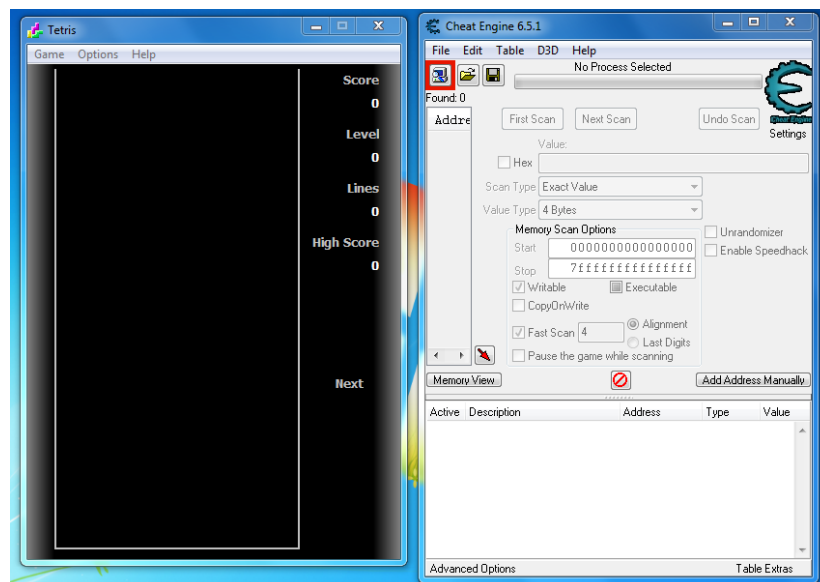 Tetris
Game Options Help
Score
0
Level
0
Lines
0
High Score
0
Next
Cheat Engine 6.5.1
File Edit Table D3D Help
No Process Selected
Found: 0
Addre
First Scan Next Scan Undo Scan
Cheat Engine
Settings
Value:
Hex
Scan Type Exact Value
Value Type 4 Bytes
Memory Scan Options
Unrandomizer
Start 0000000000000000
Enable Speedhack
Stop 7fffffffffffffff
Writable Executable
CopyOnWrite
Fast Scan 4 Alignment
Last Digits
Pause the game while scanning
Memory View Add Address Manually
Active Description Address Type Value
Advanced Options Table Extras